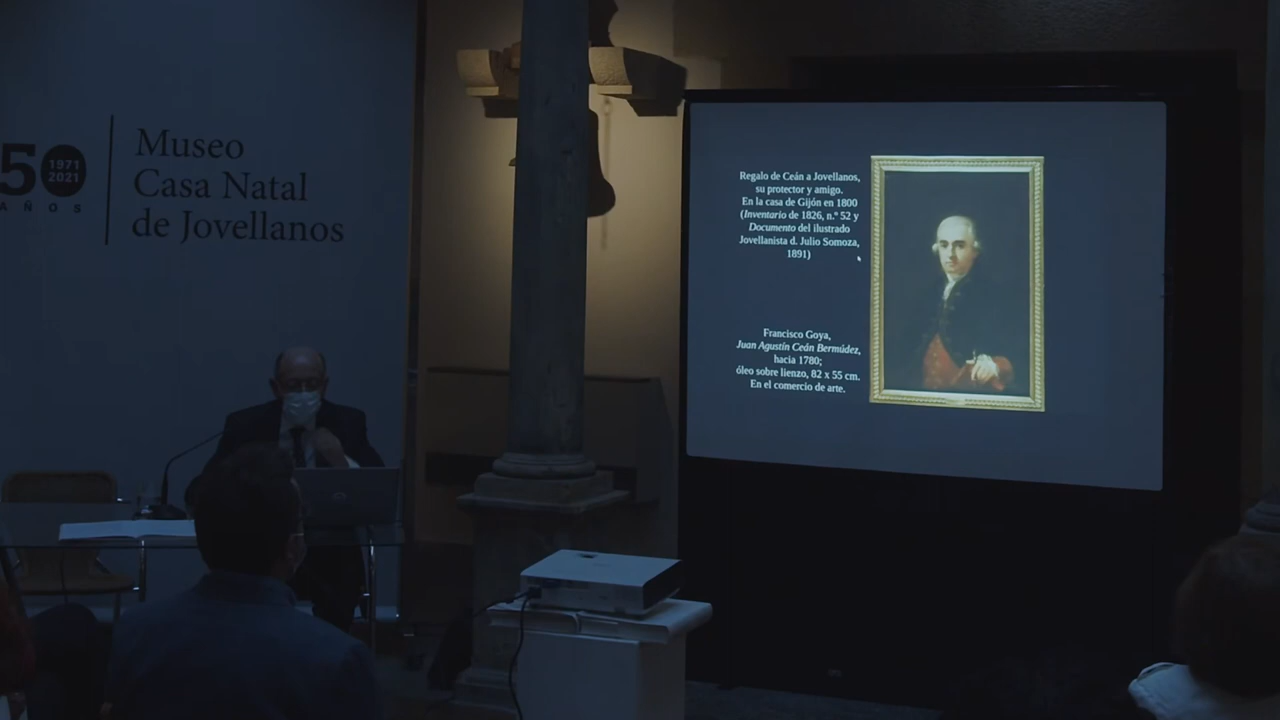 50
1971
2021
AÑOS
Museo
Casa Natal
de Jovellanos
Regalo de Ceán a Jovellanos,
su protector y amigo.
En la casa de Gijón en 1800
(Inventario de 1826, n.º 52 y
Documento del ilustrado
Jovellanista d. Julio Somoza,
1891)
Francisco Goya,
Juan Agustín Ceán Bermúdez,
hacia 1780;
óleo sobre lienzo, 82 x 55 cm.
En el comercio de arte.